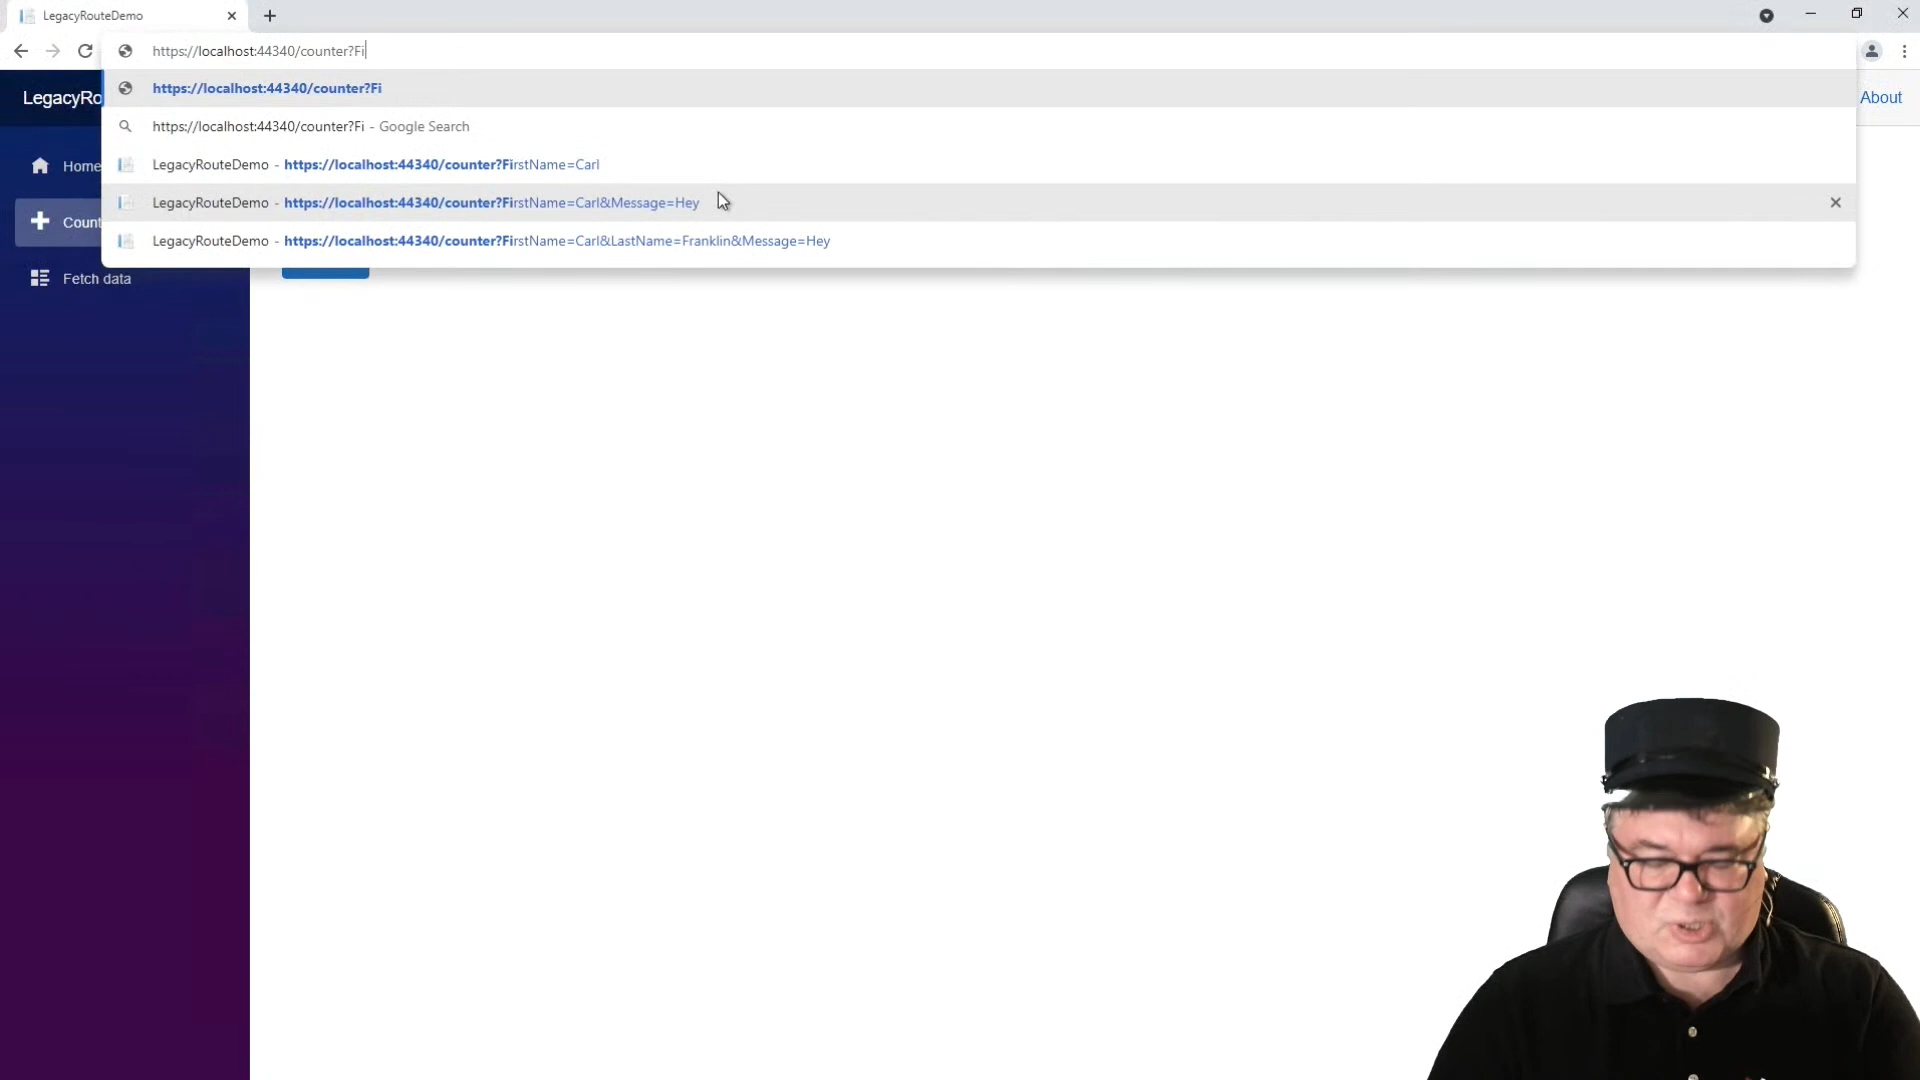 LegacyRouteDemo
https://localhost:44340/counter?Fi
https://localhost:44340/counter?Fi
https://localhost:44340/counter?Fi - Google Search
LegacyRouteDemo - https://localhost:44340/counter?FirstName=Carl
LegacyRouteDemo - https://localhost:44340/counter?FirstName=Carl&Message=Hey
LegacyRouteDemo - https://localhost:44340/counter?FirstName=Carl&LastName=Franklin&Message=Hey
LegacyRo
About
Home
Count
Fetch data